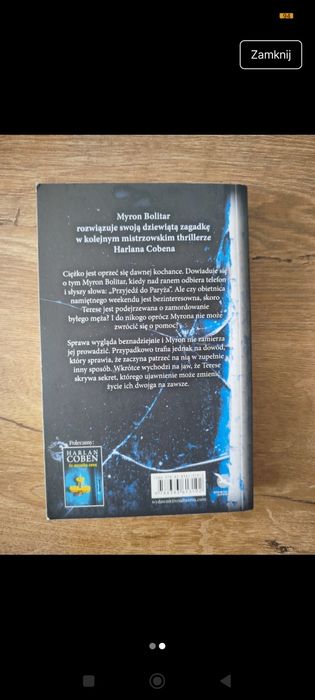 94
Zamknij
Myron Bolitar
rozwiązuje swoją dziewiątą zagadkę
w kolejnym mistrzowskim thrillerze
Harlana Cobena
Ciężko jest oprzeć się dawnej kochance. Dowiaduje się
o tym Myron Bolitar, kiedy nad ranem odbiera telefon
i słyszy słowa: „Przyjedź do Paryża”. Ale czy obietnica
namiętnego weekendu jest bezinteresowna, skoro
Terese jest podejrzewana o zamordowanie
byłego męża? I do nikogo oprócz Myrona nie może
zwrócić się o pomoc?
Sprawa wygląda beznadziejnie i Myron nie zamierza
jej prowadzić. Przypadkowo trafia jednak na dowód,
który sprawia, że zaczyna patrzeć na nią w zupełnie
inny sposób. Wkrótce wychodzi na jaw, że Terese
skrywa sekret, którego ujawnienie może zmienić
życie ich dwojga na zawsze.
Polecamy:
HARLAN
COBEN